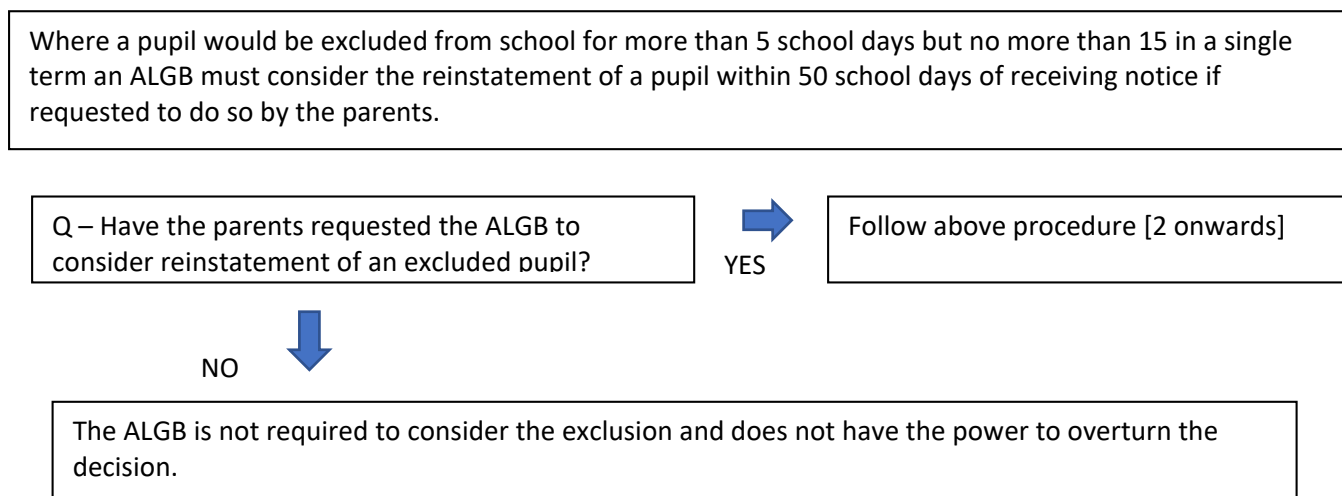 Where a pupil would be excluded from school for more than 5 school days but no more than 15 in a single
term an ALGB must consider the reinstatement of a pupil within 50 school days of receiving notice if
requested to do so by the parents.
Q – Have the parents requested the ALGB to
consider reinstatement of an excluded pupil?
YES
Follow above procedure [2 onwards]
NO
The ALGB is not required to consider the exclusion and does not have the power to overturn the
decision.